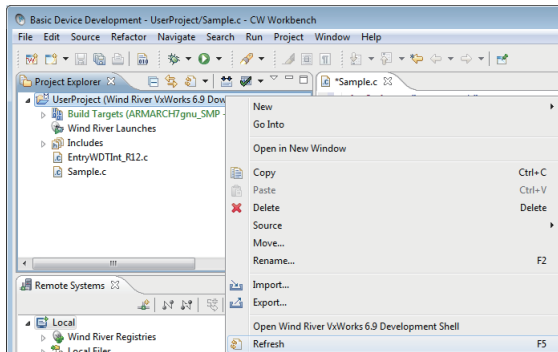 Basic Device Development - UserProject/Sample.c - CW Workbench
File Edit Source Refactor Navigate Search Run Project Window Help
Project Explorer
*Sample.c
UserProject (Wind River VxWorks 6.9 Dow
Build Targets (ARMARCH7gnu_SMP -
Wind River Launches
Includes
EntryWDTInt_R12.c
Sample.c
New
Go Into
Open in New Window
Copy Ctrl+C
Paste Ctrl+V
Delete Delete
Source
Move...
Rename... F2
Import...
Export...
Open Wind River VxWorks 6.9 Development Shell
Refresh F5
Remote Systems
Local
Wind River Registries
Local Files